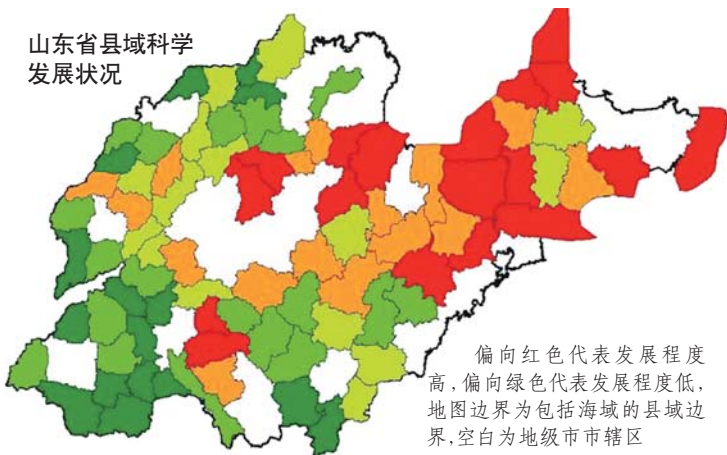 山东省县域科学
发展状况
偏向红色代表发展程度
高,偏向绿色代表发展程度低,
地图边界为包括海域的县域边
界,空白为地级市市辖区